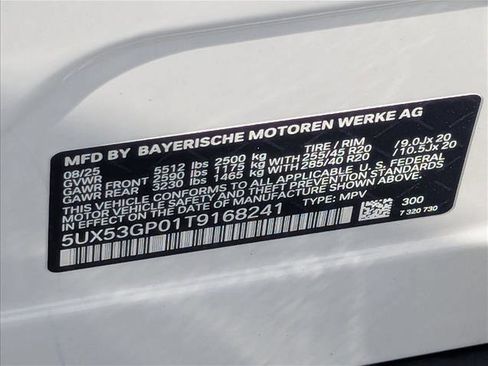 MFD BY BAYERISCHE MOTOREN WERKE AG
08/25 TIRE / RIM
GVWR 5512 lbs 2500 kg
GAWR FRONT 2590 lbs 1175 kg WITH 255/45 R20 /9.0Jx 20
GAWR REAR 3230 lbs 1465 kg WITH 285/40 R20 /10.5Jx 20
THIS VEHICLE CONFORMS TO ALL APPLICABLE U.S. FEDERAL
MOTOR VEHICLE SAFETY AND THEFT PREVENTION STANDARDS
IN EFFECT ON THE DATE OF MANUFACTURE SHOWN ABOVE.
5UX53GP01T9168241 TYPE: MPV 300
7 320 730